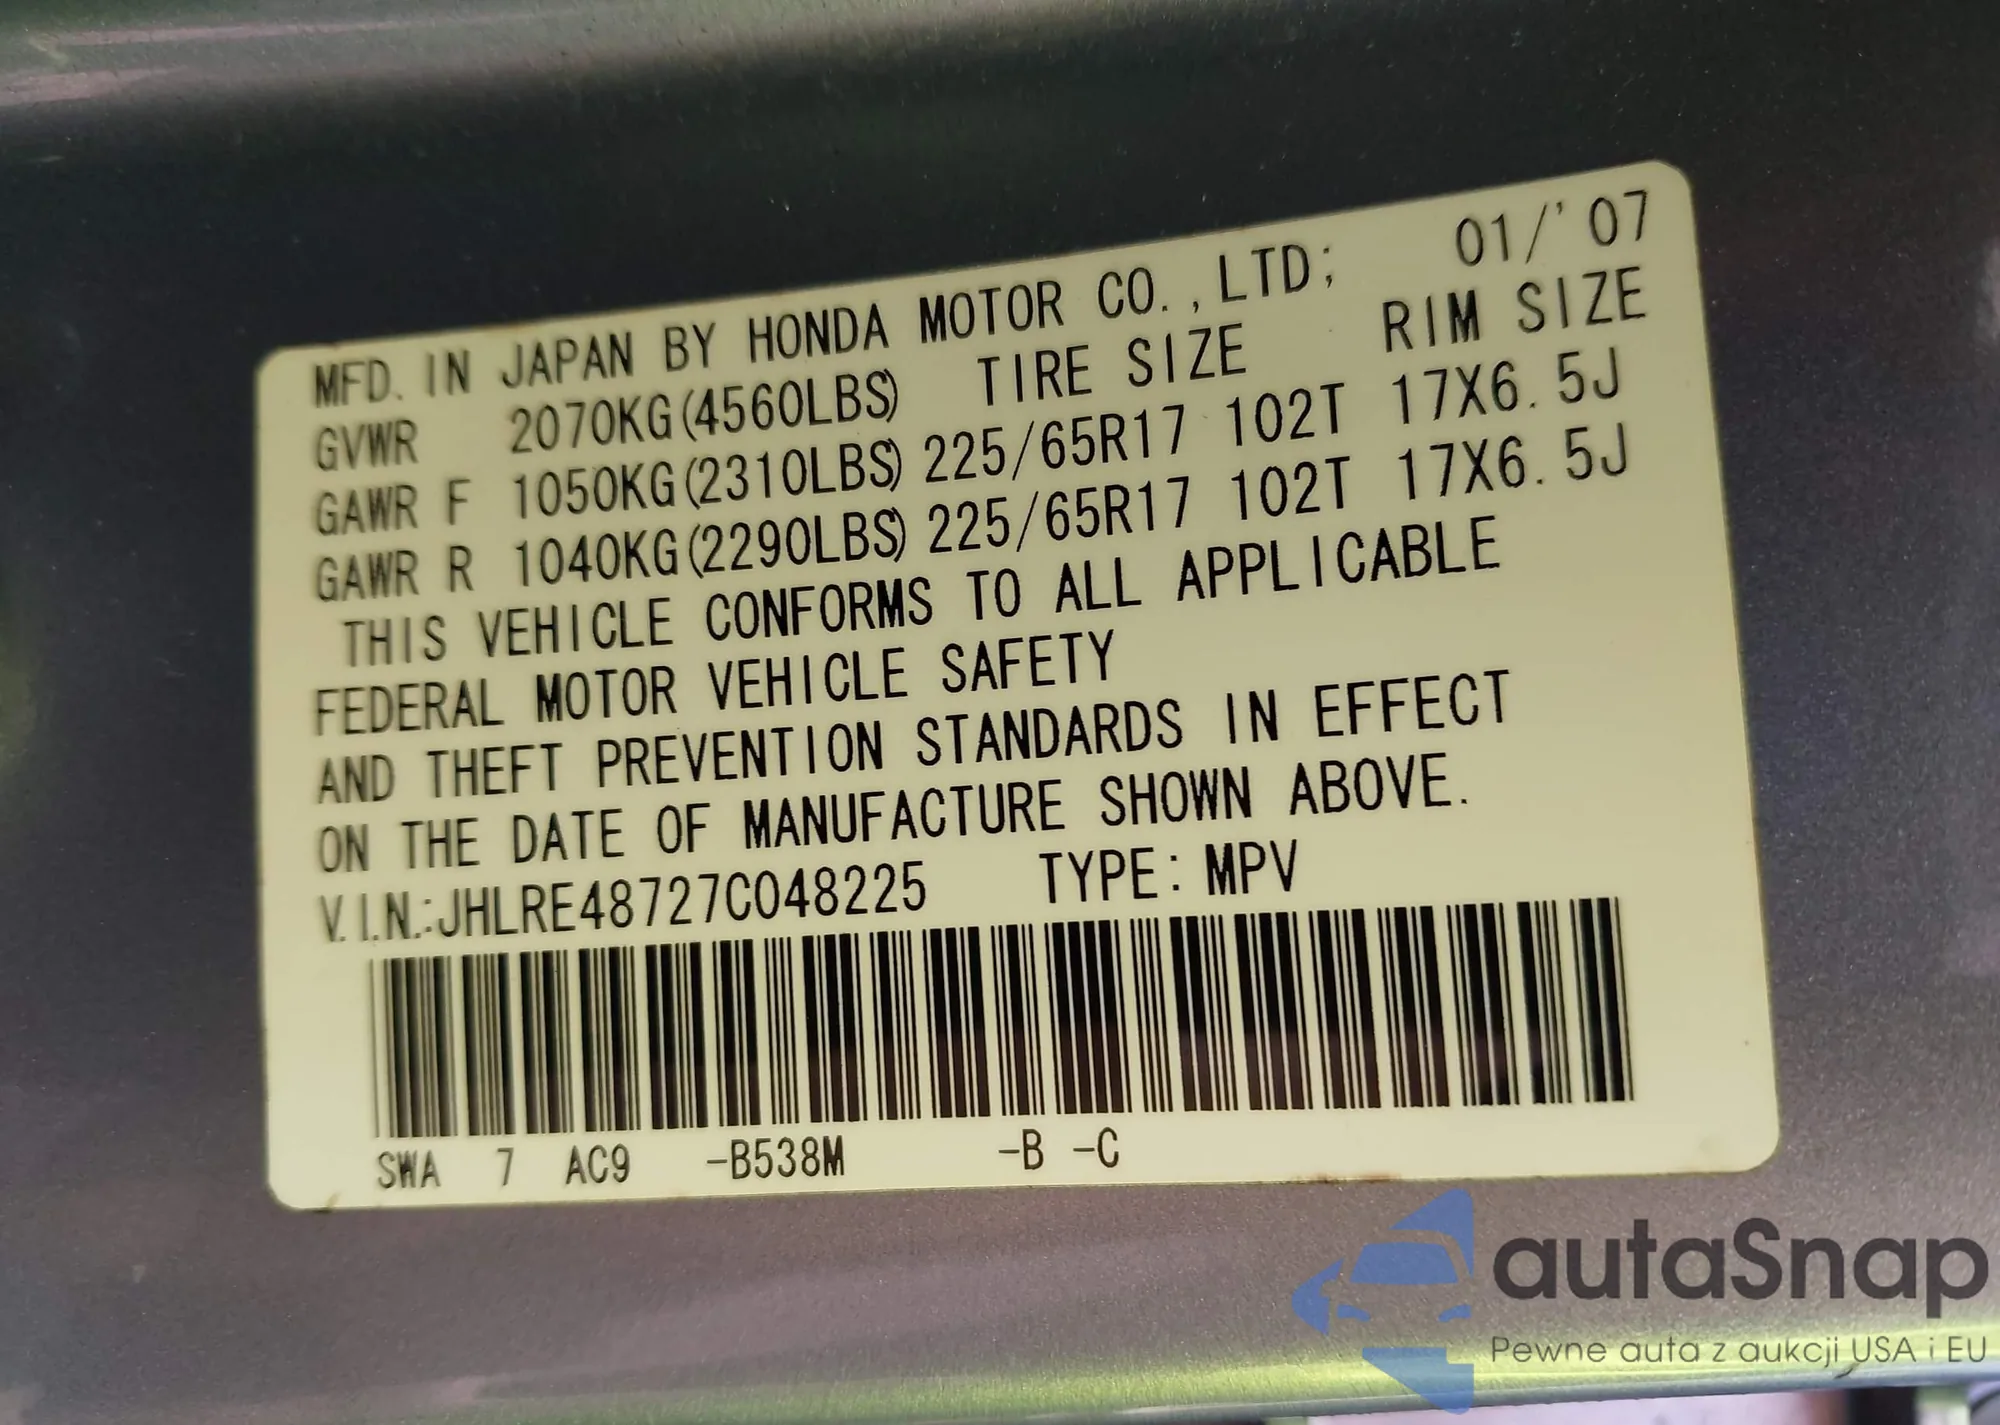 MFD. IN JAPAN BY HONDA MOTOR CO., LTD; 01/'07
GVWR 2070KG(4560LBS) TIRE SIZE RIM SIZE
GAWR F 1050KG(2310LBS) 225/65R17 102T 17X6.5J
GAWR R 1040KG(2290LBS) 225/65R17 102T 17X6.5J
THIS VEHICLE CONFORMS TO ALL APPLICABLE
FEDERAL MOTOR VEHICLE SAFETY
AND THEFT PREVENTION STANDARDS IN EFFECT
ON THE DATE OF MANUFACTURE SHOWN ABOVE.
V.I.N.:JHLRE48727C048225 TYPE: MPV
SWA 7 AC9 -B538M -B -C
autaSnap
Pewne auta z aukcji USA i EU